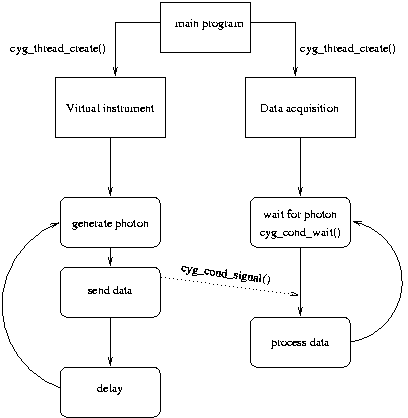 main program
cyg_thread_create()
cyg_thread_create()
Virtual instrument
Data acquisition
generate photon
wait for photon
cyg_cond_wait()
send data
cyg_cond_signal()
process data
delay